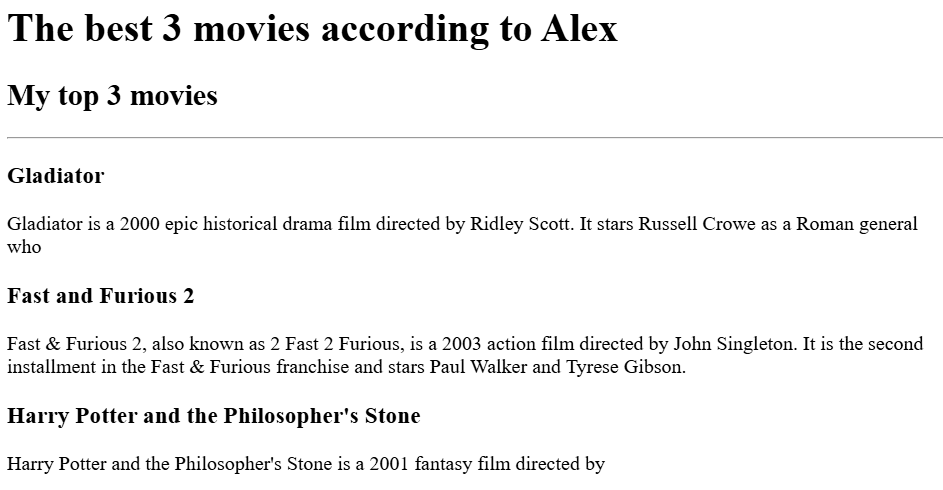 The best 3 movies according to Alex
My top 3 movies
Gladiator
Gladiator is a 2000 epic historical drama film directed by Ridley Scott. It stars Russell Crowe as a Roman general
who
Fast and Furious 2
Fast & Furious 2, also known as 2 Fast 2 Furious, is a 2003 action film directed by John Singleton. It is the second
installment in the Fast & Furious franchise and stars Paul Walker and Tyrese Gibson.
Harry Potter and the Philosopher's Stone
Harry Potter and the Philosopher's Stone is a 2001 fantasy film directed by